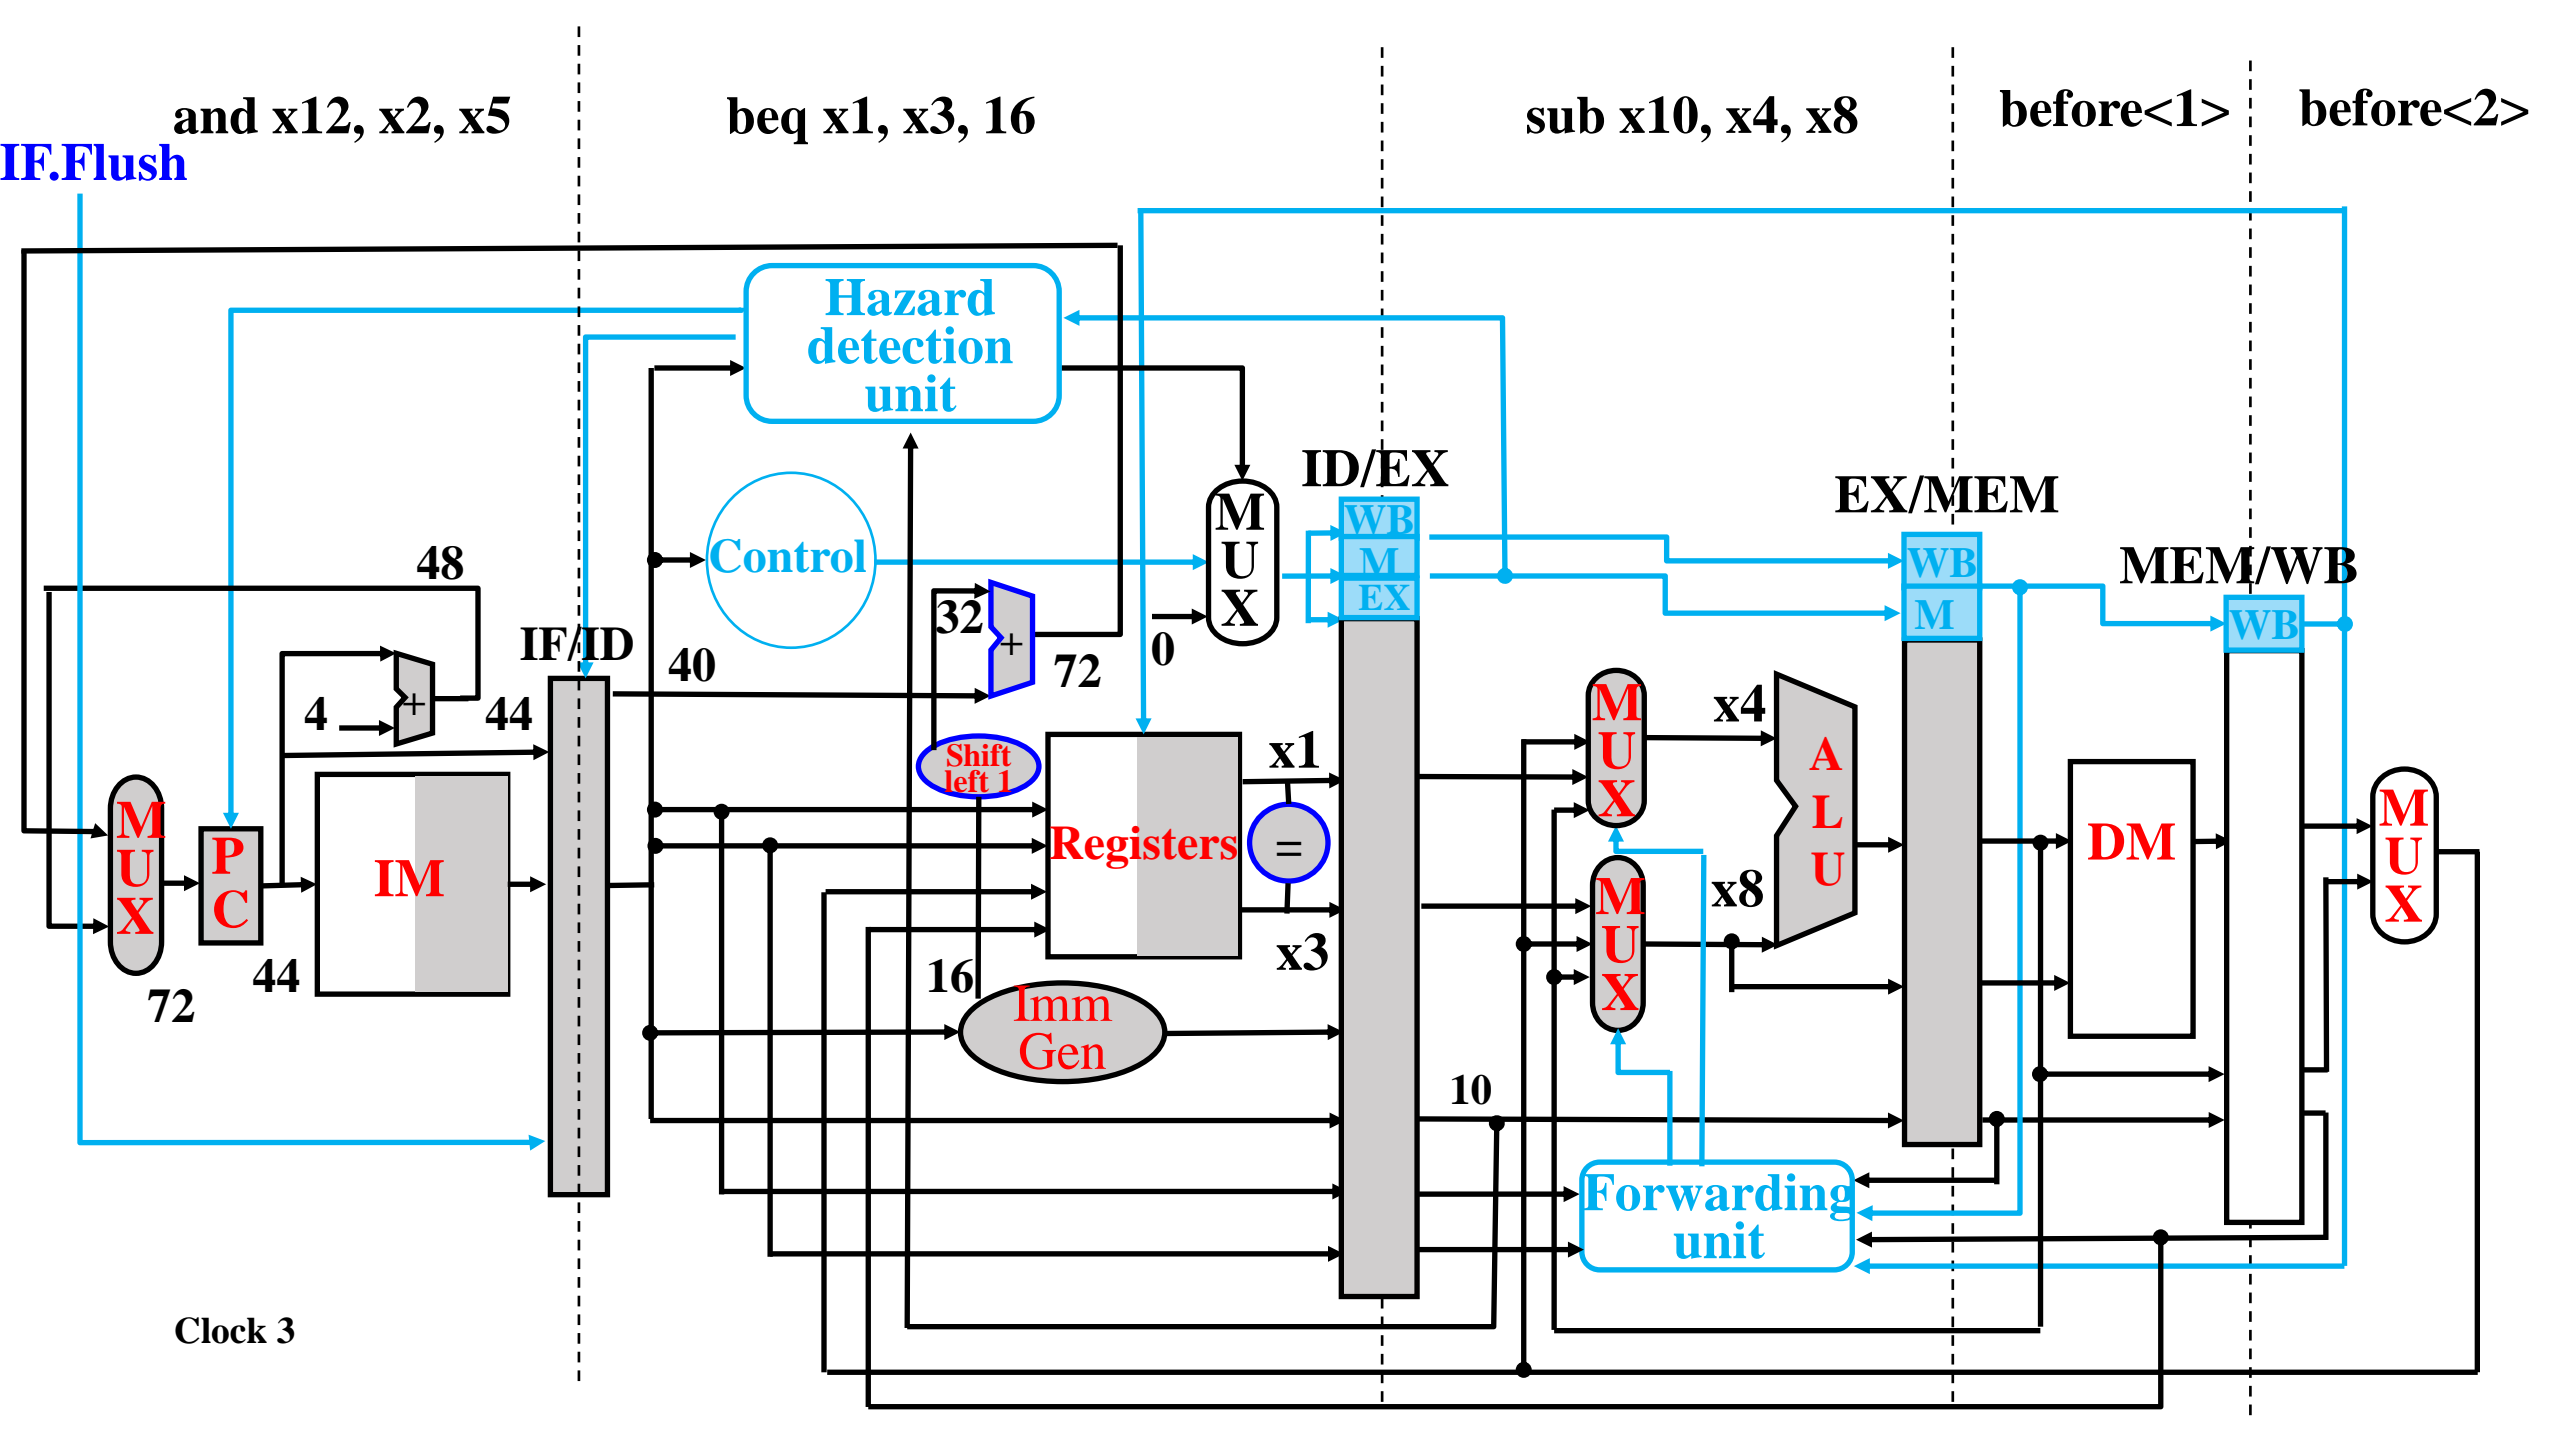 and x12, x2, x5
beq x1, x3, 16
sub x10, x4, x8
before<1>
before<2>
IF.Flush
Hazard
detection
unit
ID/EX
EX/MEM
MEM/WB
IF/ID
WB
M
EX
WB
M
WB
Control
M
U
X
0
48
32
+
72
40
4
+
44
Shift
left 1
M
U
X
72
P
C
44
IM
Registers
x1
=
x3
16
Imm
Gen
M
U
X
x4
M
U
X
x8
A
L
U
DM
M
U
X
10
Forwarding
unit
Clock 3